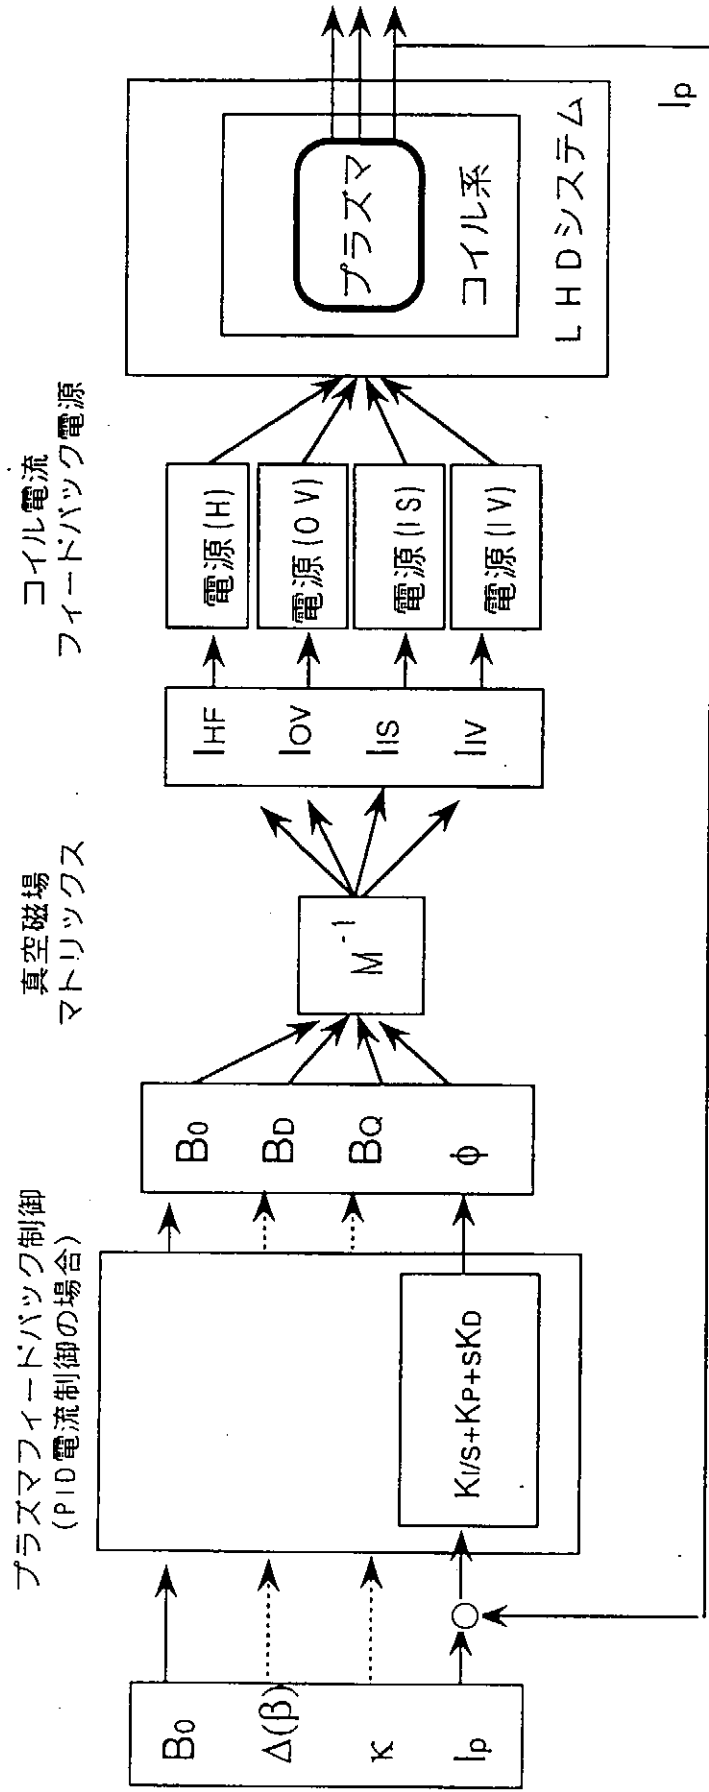 プラズマフィードバック制御
(PID電流制御の場合)
真空磁場
マトリックス
コイル電流
フィードバック電源
B0
Δ(β)
κ
Ip
KI/S+KP+sKD
B0
BD
BQ
φ
M-1
IHF
IOV
IIS
IIV
電源(H)
電源(OV)
電源(IS)
電源(IV)
プラズマ
コイル系
LHDシステム
Ip